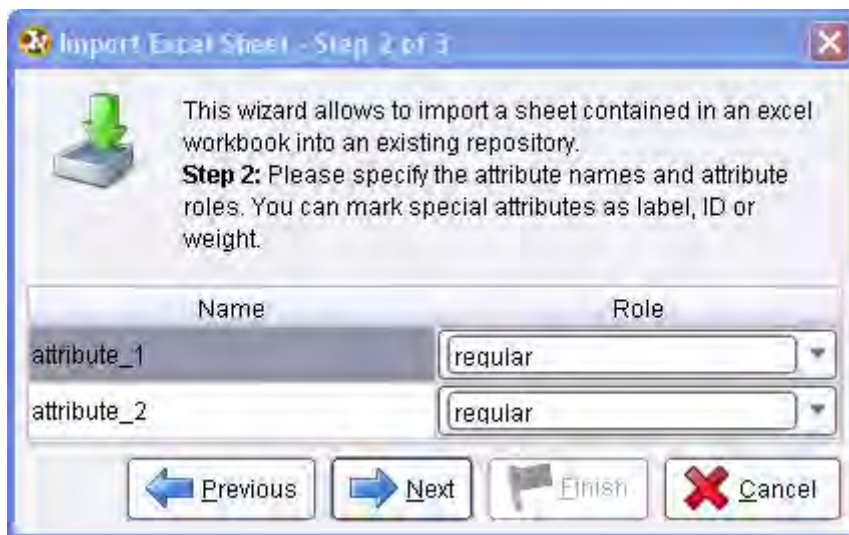 Import Excel Sheet - Step 2 of 3
This wizard allows to import a sheet contained in an excel
workbook into an existing repository.
Step 2: Please specify the attribute names and attribute
roles. You can mark special attributes as label, ID or
weight.
Name Role
attribute_1 regular
attribute_2 regular
Previous Next Finish Cancel